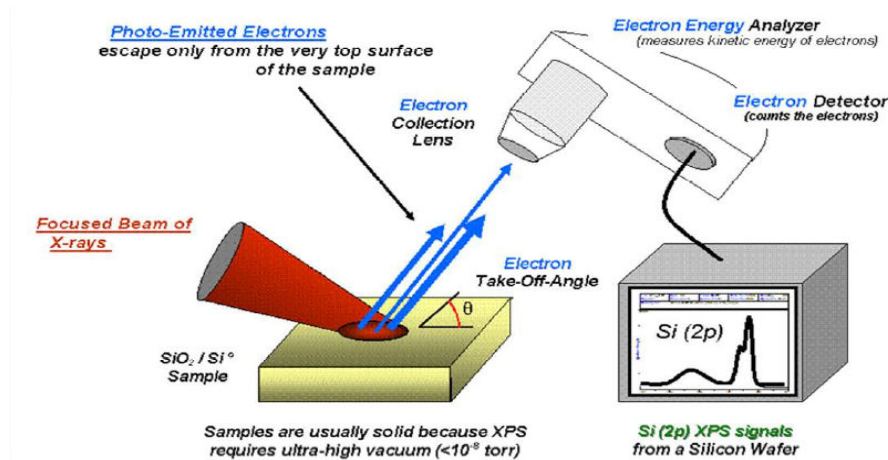 Photo-Emitted Electrons
escape only from the very top surface
of the sample
Electron Energy Analyzer
(measures kinetic energy of electrons)
Electron Detector
(counts the electrons)
Electron
Collection
Lens
Focused Beam of
X-rays
Electron
Take-Off-Angle
θ
SiO₂ / Si°
Sample
Si (2p)
Samples are usually solid because XPS
requires ultra-high vacuum (<10⁻⁸ torr)
Si (2p) XPS signals
from a Silicon Wafer